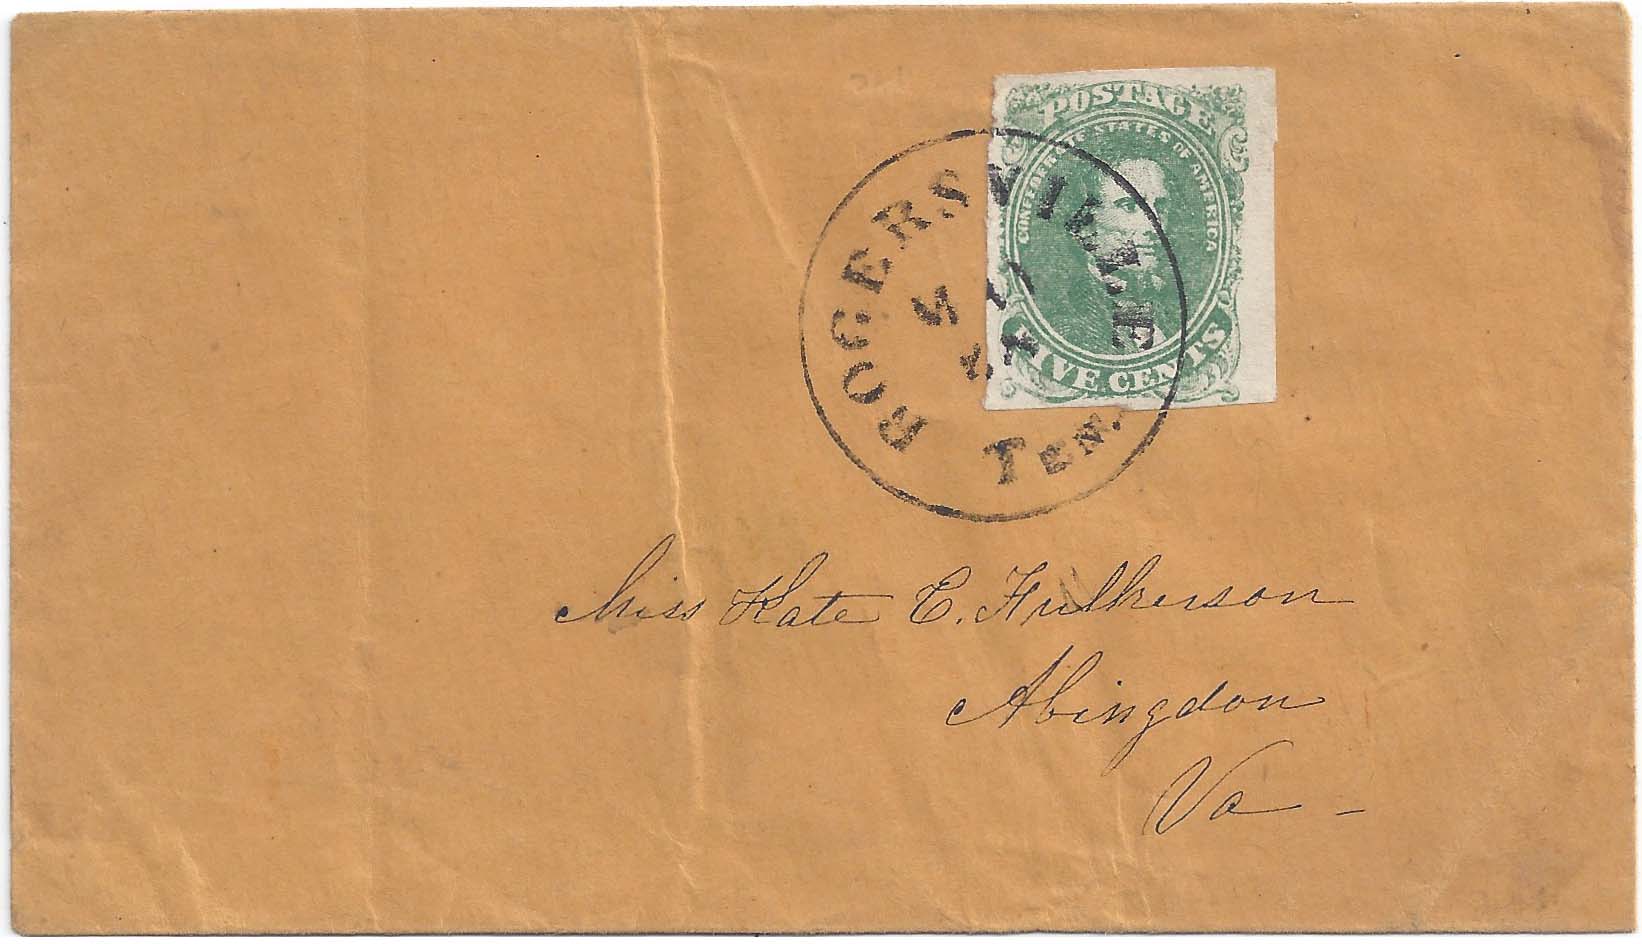 POSTAGE
CONFEDERATE STATES OF AMERICA
FIVE CENTS
ROGERSVILLE
TEN.
Miss Kate E. Fulkerson
Abingdon
Va -